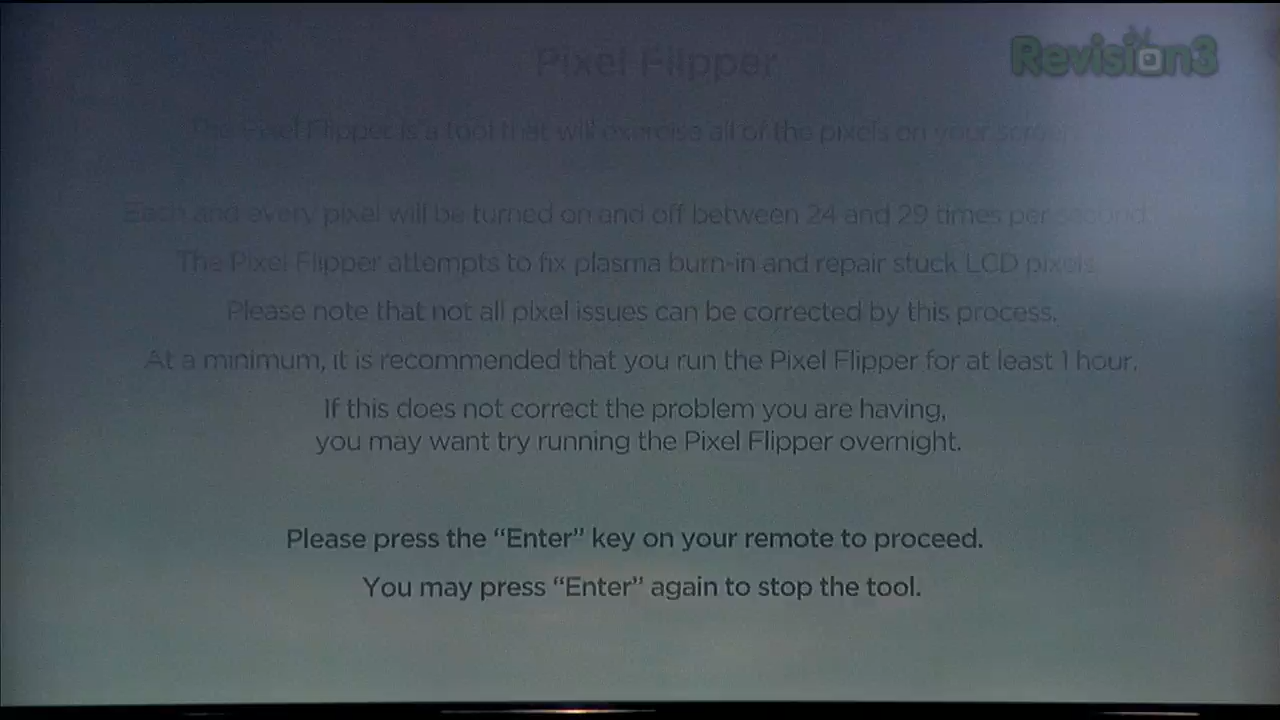 Pixel Flipper
Revision3
The Pixel Flipper is a tool that will exercise all of the pixels on your screen.
Each and every pixel will be turned on and off between 24 and 29 times per second.
The Pixel Flipper attempts to fix plasma burn-in and repair stuck LCD pixels.
Please note that not all pixel issues can be corrected by this process.
At a minimum, it is recommended that you run the Pixel Flipper for at least 1 hour.
If this does not correct the problem you are having,
you may want try running the Pixel Flipper overnight.
Please press the “Enter” key on your remote to proceed.
You may press “Enter” again to stop the tool.